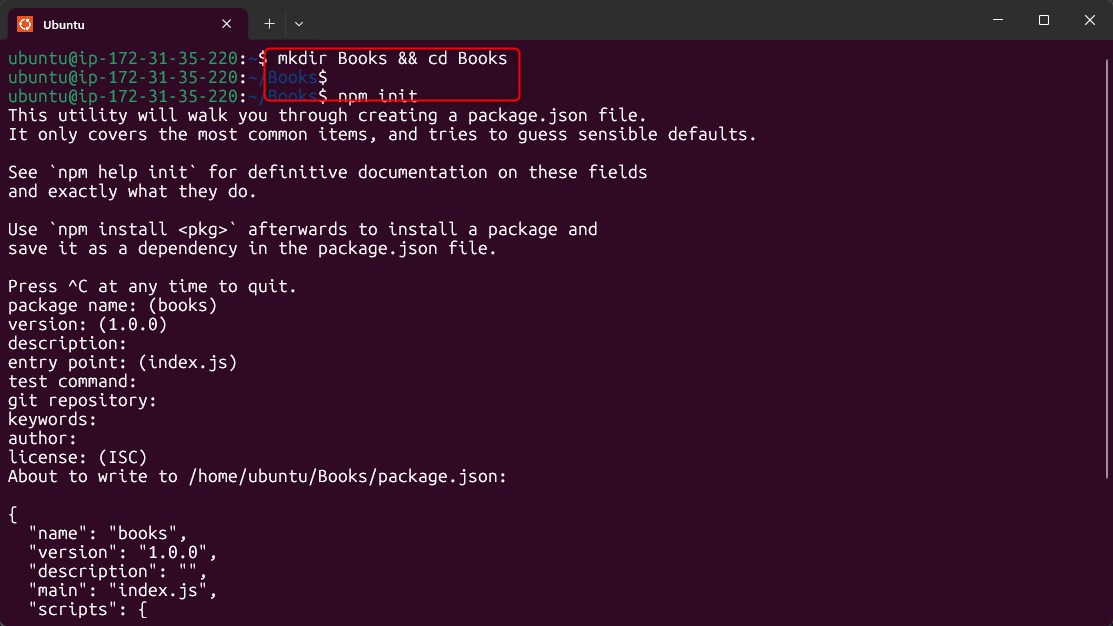 Ubuntu
ubuntu@ip-172-31-35-220:~$ mkdir Books && cd Books
ubuntu@ip-172-31-35-220:~/Books$
ubuntu@ip-172-31-35-220:~/Books$ npm init
This utility will walk you through creating a package.json file.
It only covers the most common items, and tries to guess sensible defaults.
See `npm help init` for definitive documentation on these fields
and exactly what they do.
Use `npm install <pkg>` afterwards to install a package and
save it as a dependency in the package.json file.
Press ^C at any time to quit.
package name: (books)
version: (1.0.0)
description:
entry point: (index.js)
test command:
git repository:
keywords:
author:
license: (ISC)
About to write to /home/ubuntu/Books/package.json:
{
  "name": "books",
  "version": "1.0.0",
  "description": "",
  "main": "index.js",
  "scripts": {